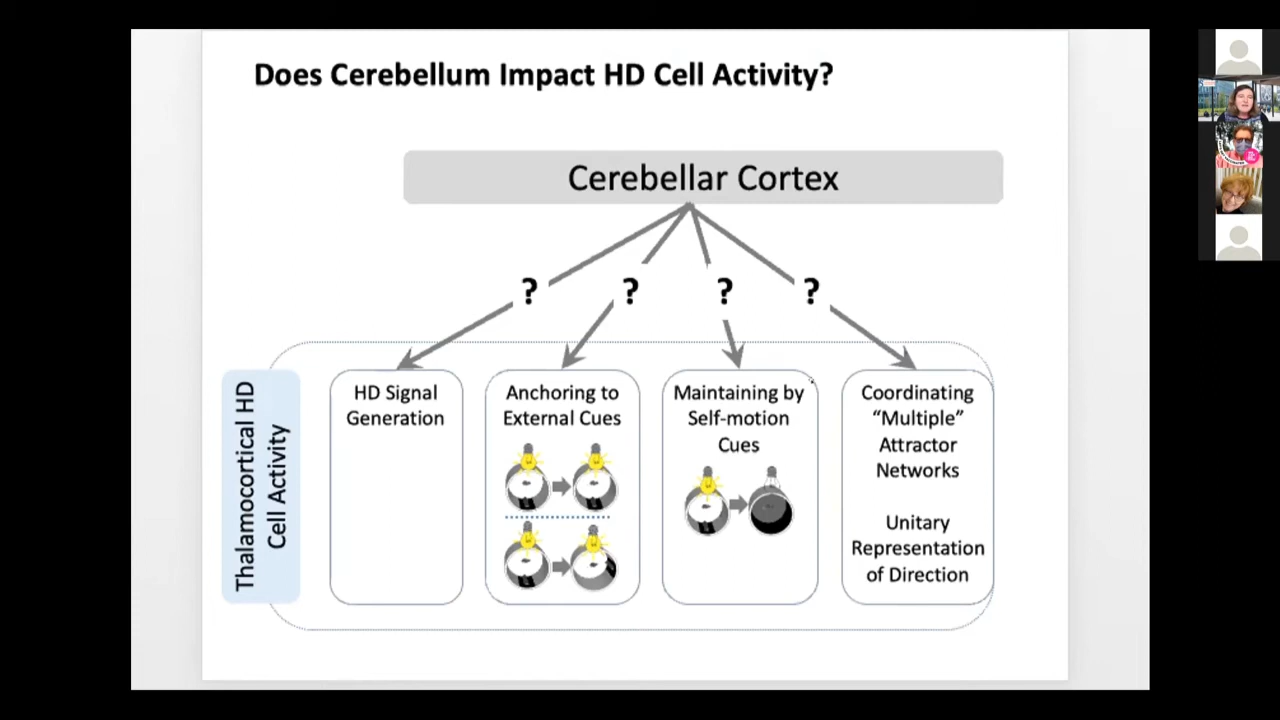 Does Cerebellum Impact HD Cell Activity?
Cerebellar Cortex
? ? ? ?
Thalamocortical HD
Cell Activity
HD Signal
Generation
Anchoring to
External Cues
Maintaining by
Self-motion
Cues
Coordinating
“Multiple”
Attractor
Networks
Unitary
Representation
of Direction